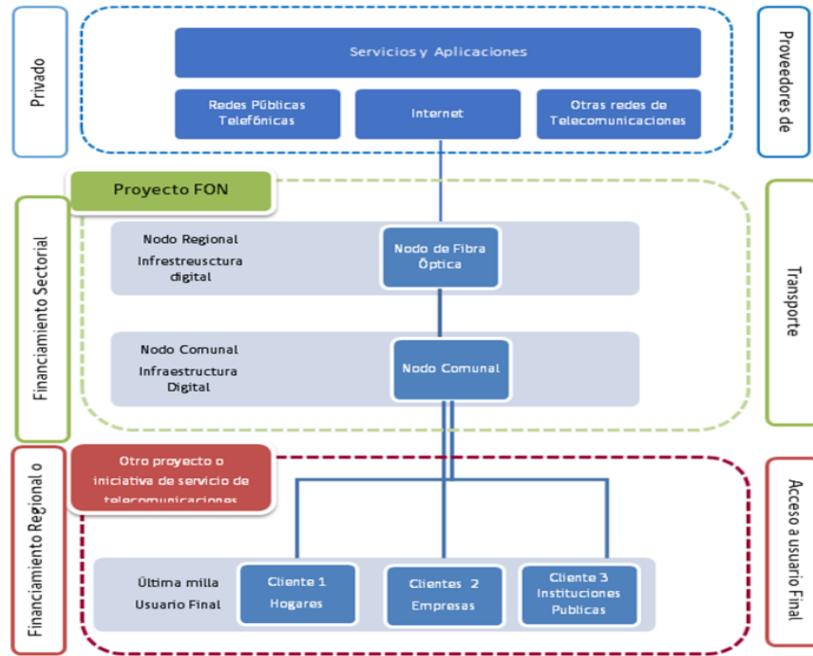 Privado
Servicios y Aplicaciones
Redes Públicas
Telefónicas
Internet
Otras redes de
Telecomunicaciones
Proveedores de
Proyecto FON
Financiamiento Sectorial
Nodo Regional
Infrestreusctura
digital
Nodo de Fibra
Óptica
Nodo Comunal
Infraestructura
Digital
Nodo Comunal
Transporte
Financiamiento Regional o
Otro proyecto o
iniciativa de servicio de
telecomunicaciones
Última milla
Usuario Final
Cliente 1
Hogares
Clientes 2
Empresas
Cliente 3
Instituciones
Publicas
Acceso a usuario Final